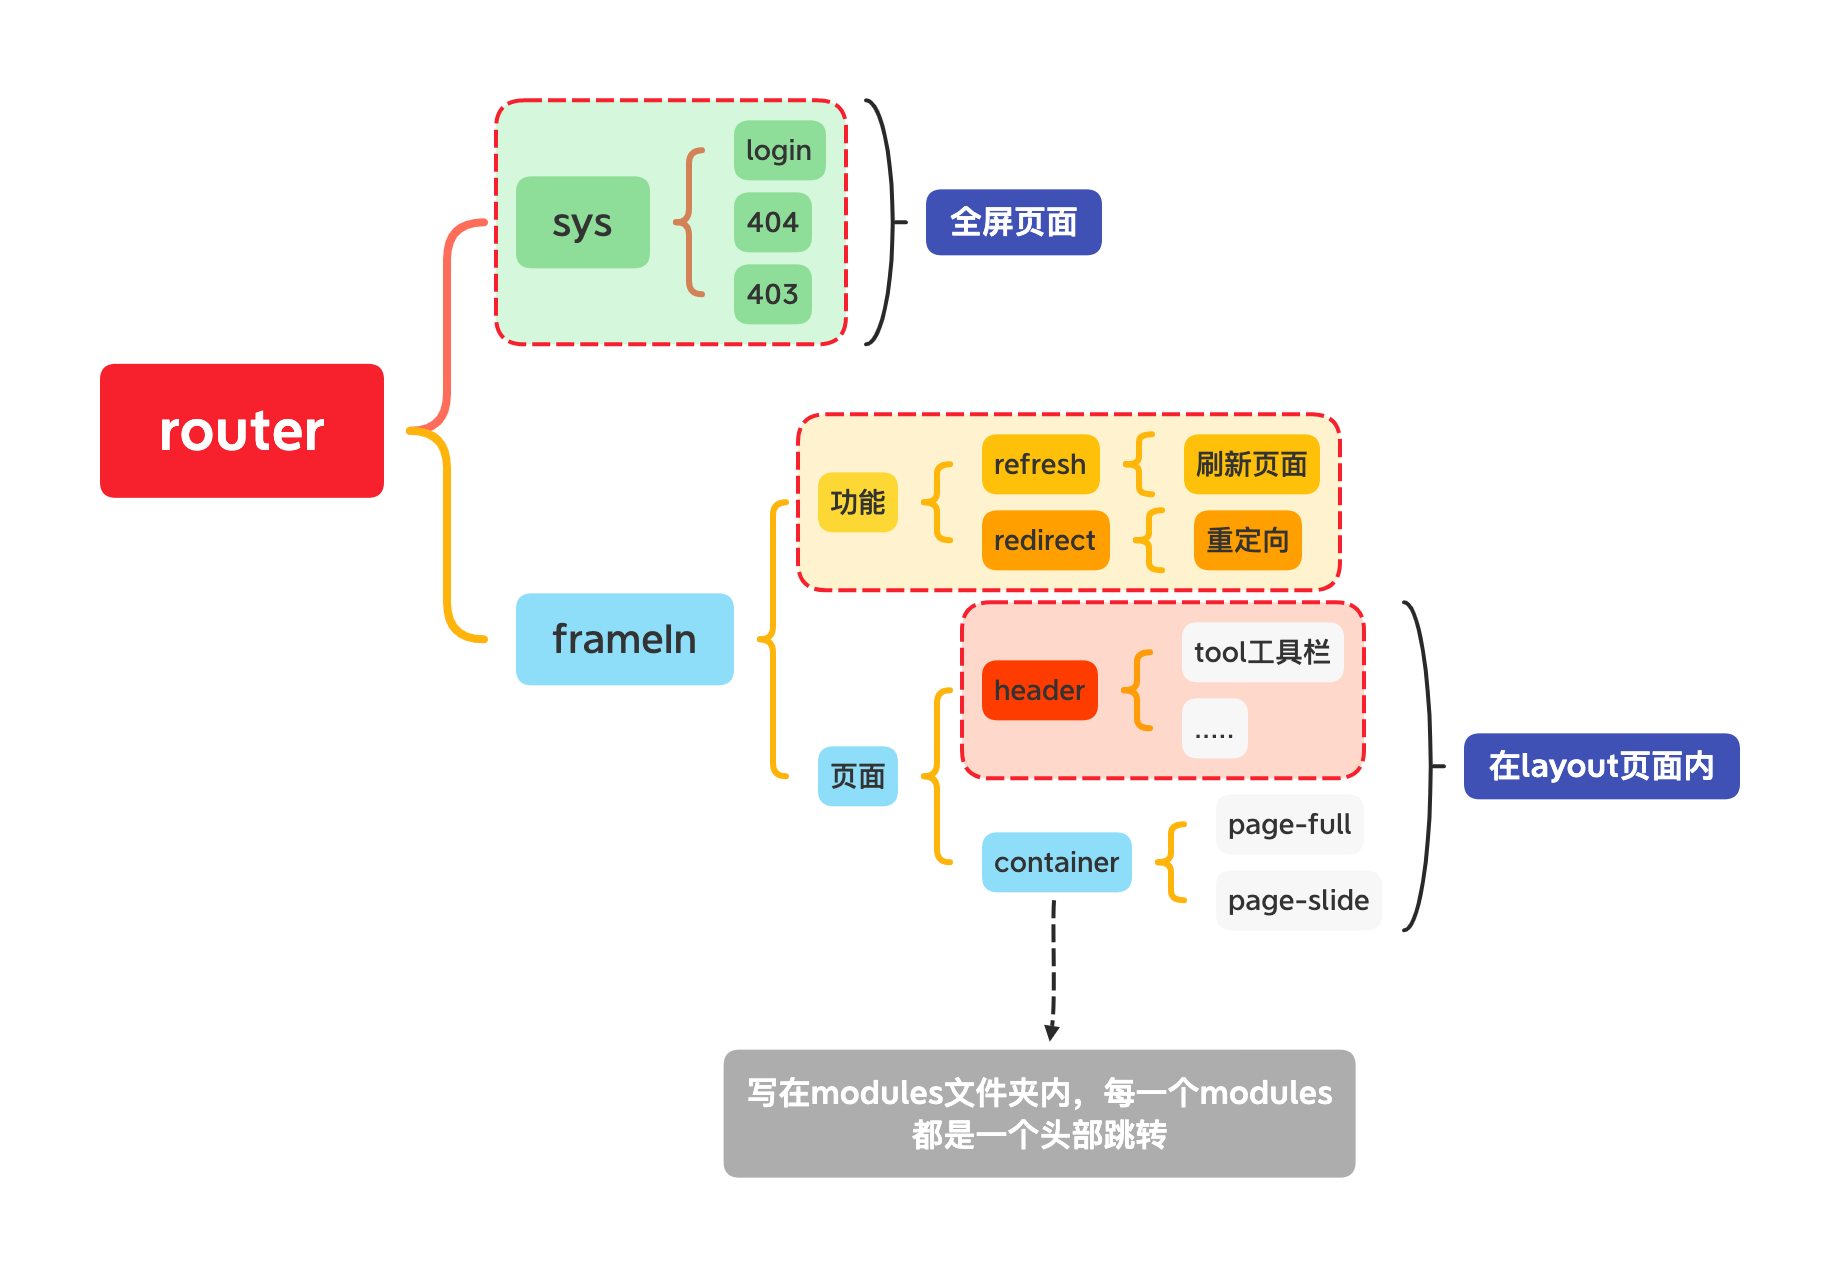 router
sys
login
404
403
全屏页面
frameIn
功能
refresh
刷新页面
redirect
重定向
页面
header
tool工具栏
.....
container
page-full
page-slide
在layout页面内
写在modules文件夹内，每一个modules
都是一个头部跳转